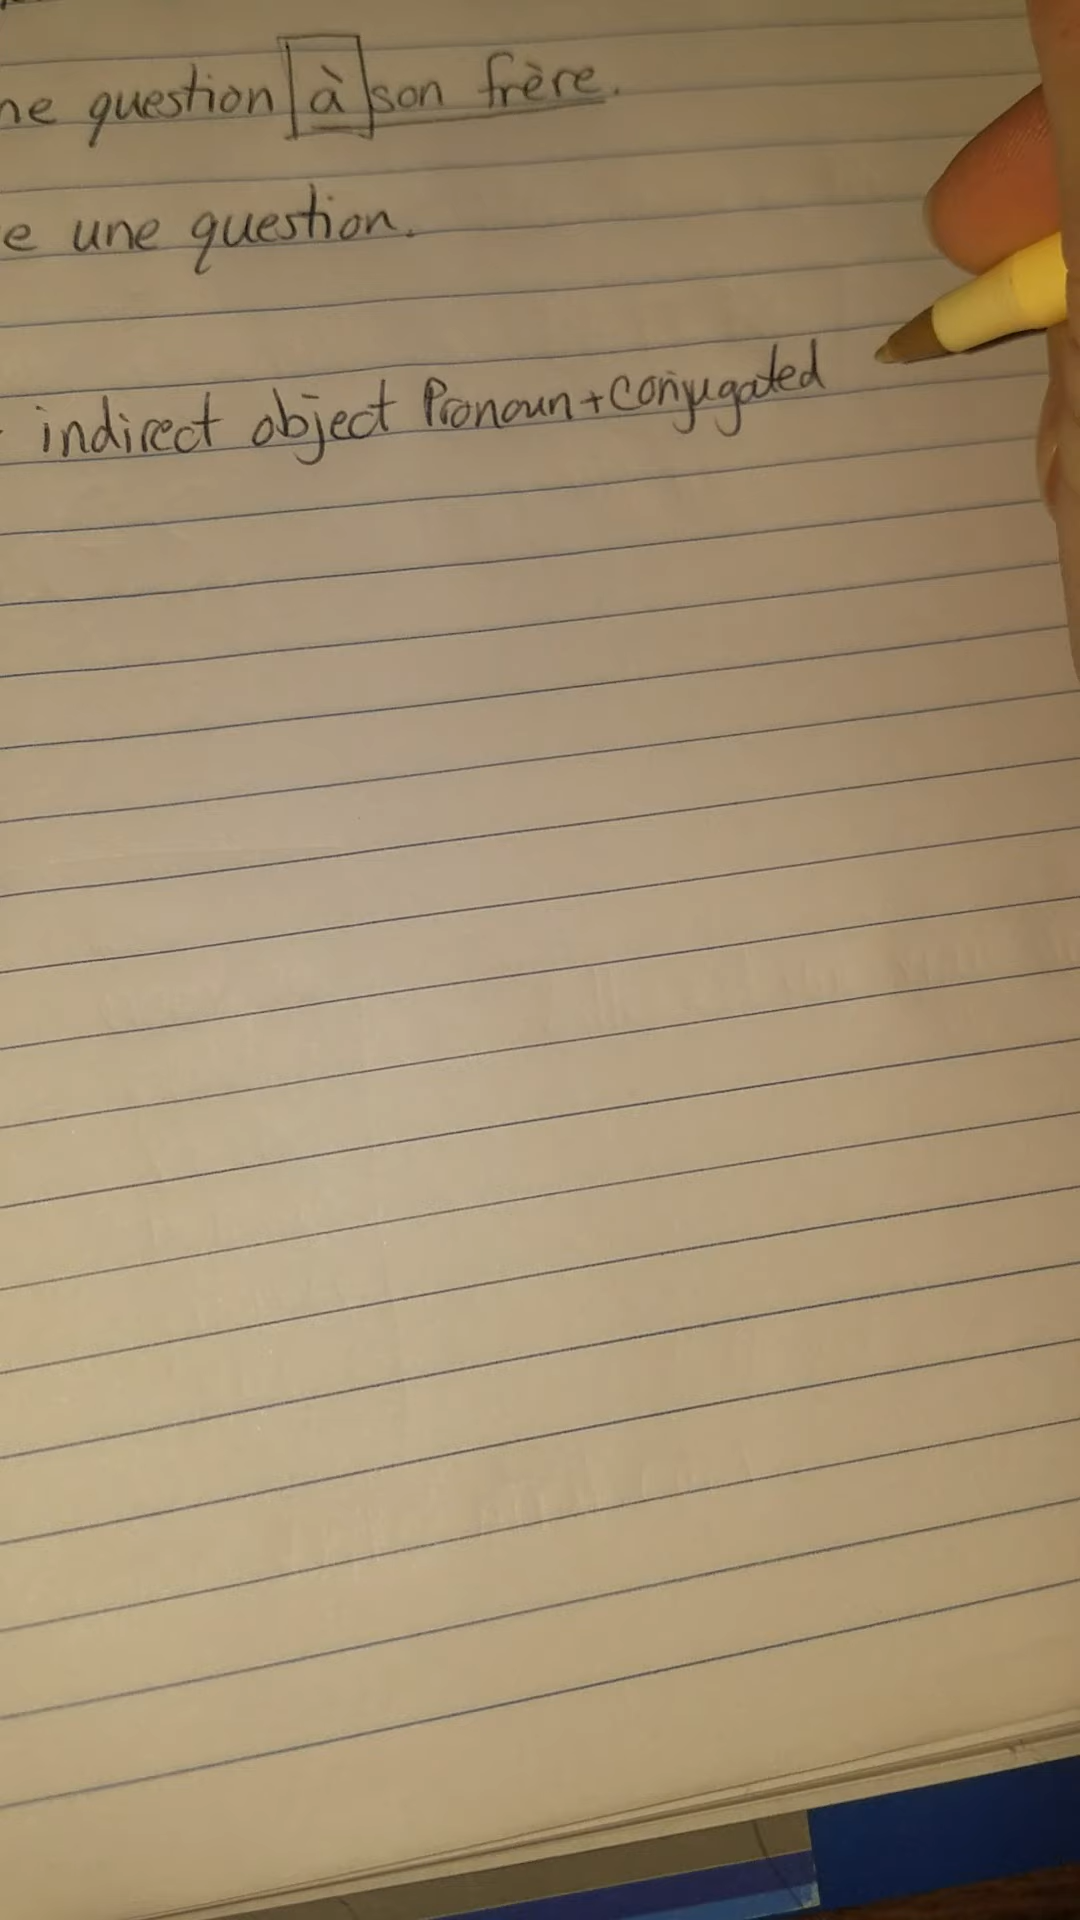 ne question à son frère.
e une question.
indirect object Pronoun + Conjugated